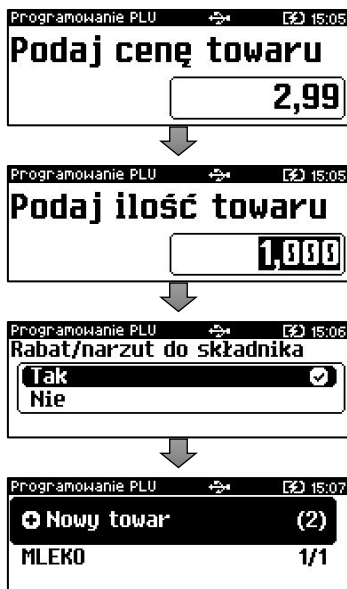 Programowanie PLU 15:05
Podaj cenę towaru
2,99
Programowanie PLU 15:05
Podaj ilość towaru
1,000
Programowanie PLU 15:06
Rabat/narzut do składnika
Tak
Nie
Programowanie PLU 15:07
Nowy towar (2)
MLEKO 1/1